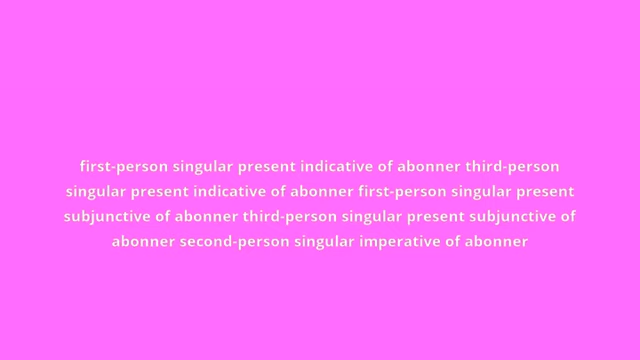 first-person singular present indicative of abonner third-person
singular present indicative of abonner first-person singular present
subjunctive of abonner third-person singular present subjunctive of
abonner second-person singular imperative of abonner